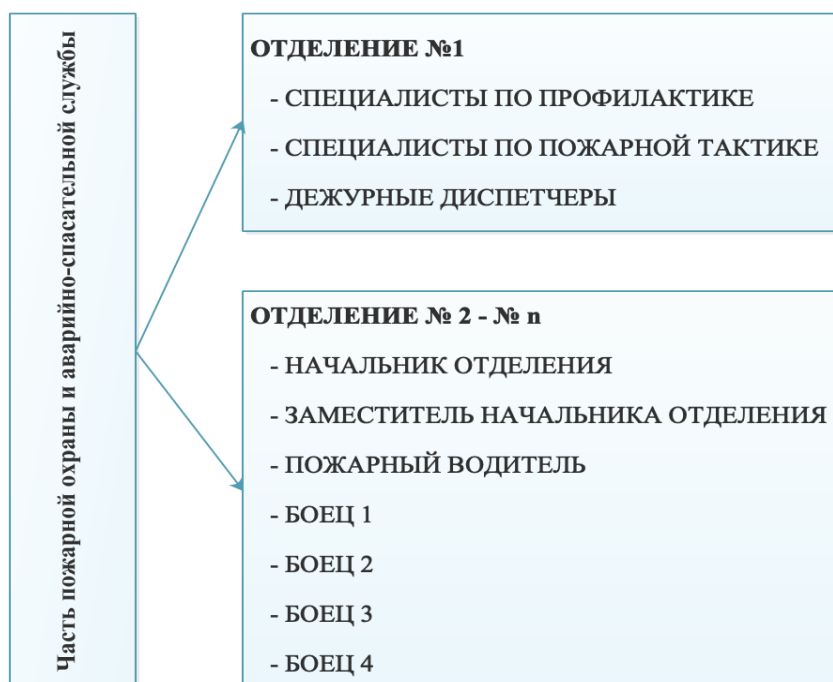 Часть пожарной охраны и аварийно-спасательной службы
ОТДЕЛЕНИЕ №1
- СПЕЦИАЛИСТЫ ПО ПРОФИЛАКТИКЕ
- СПЕЦИАЛИСТЫ ПО ПОЖАРНОЙ ТАКТИКЕ
- ДЕЖУРНЫЕ ДИСПЕТЧЕРЫ
ОТДЕЛЕНИЕ № 2 - № n
- НАЧАЛЬНИК ОТДЕЛЕНИЯ
- ЗАМЕСТИТЕЛЬ НАЧАЛЬНИКА ОТДЕЛЕНИЯ
- ПОЖАРНЫЙ ВОДИТЕЛЬ
- БОЕЦ 1
- БОЕЦ 2
- БОЕЦ 3
- БОЕЦ 4